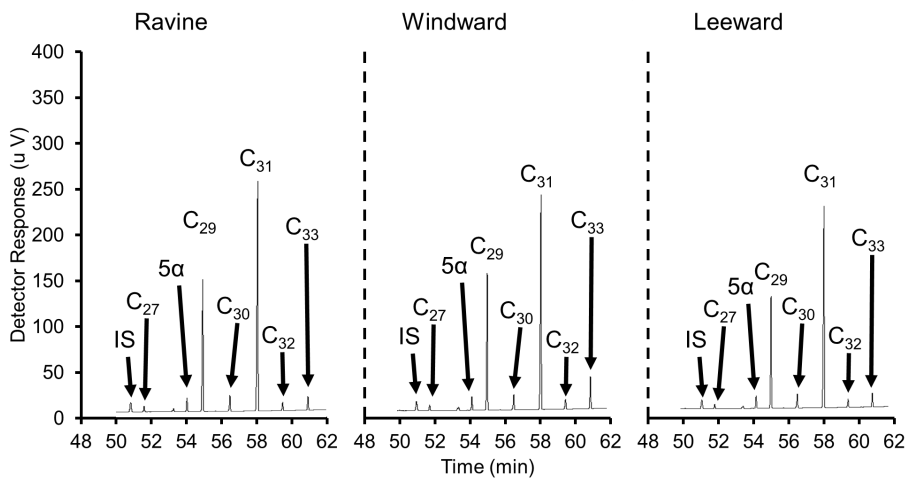 Ravine Windward Leeward
Detector Response (u V)
400
350
300
250
200
150
100
50
0
IS C₂₇ 5α C₂₉ C₃₀ C₃₁ C₃₂ C₃₃
IS C₂₇ 5α C₂₉ C₃₀ C₃₁ C₃₂ C₃₃
IS C₂₇ 5α C₂₉ C₃₀ C₃₁ C₃₂ C₃₃
48 50 52 54 56 58 60 62 48 50 52 54 56 58 60 62 48 50 52 54 56 58 60 62
Time (min)